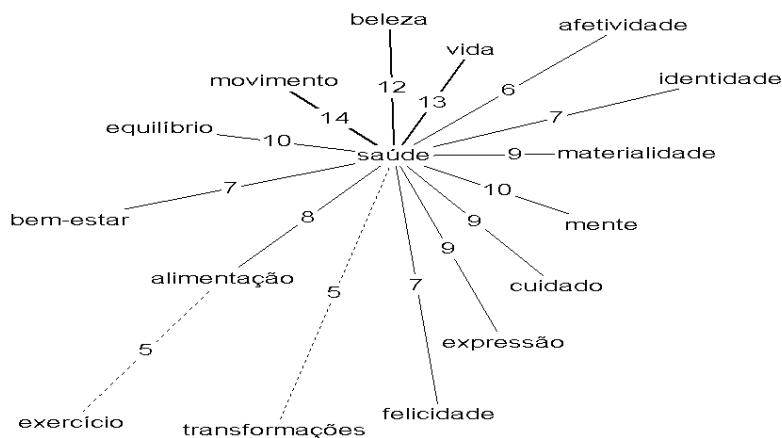 beleza
afetividade
vida
movimento
identidade
12
6
13
14
7
equilíbrio
10
saúde
9
materialidade
7
10
bem-estar
8
9
mente
9
alimentação
7
cuidado
5
expressão
5
exercício
transformações
felicidade